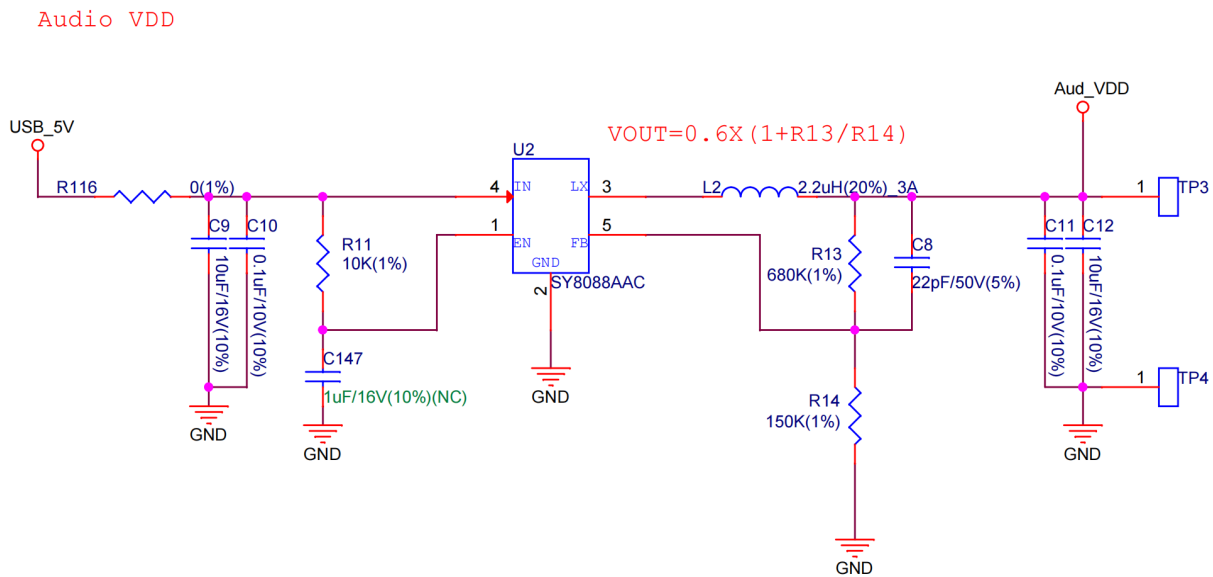 Audio VDD
USB_5V
Aud_VDD
VOUT=0.6X(1+R13/R14)
U2
R116
0(1%)
4
IN
LX
3
L2
2.2uH(20%)_3A
1
TP3
1
EN
FB
5
GND
2
SY8088AAC
C9
10uF/16V(10%)
C10
0.1uF/10V(10%)
R11
10K(1%)
R13
680K(1%)
C8
22pF/50V(5%)
C11
0.1uF/10V(10%)
C12
10uF/16V(10%)
C147
1uF/16V(10%)(NC)
GND
R14
150K(1%)
1
TP4
GND
GND
GND
GND